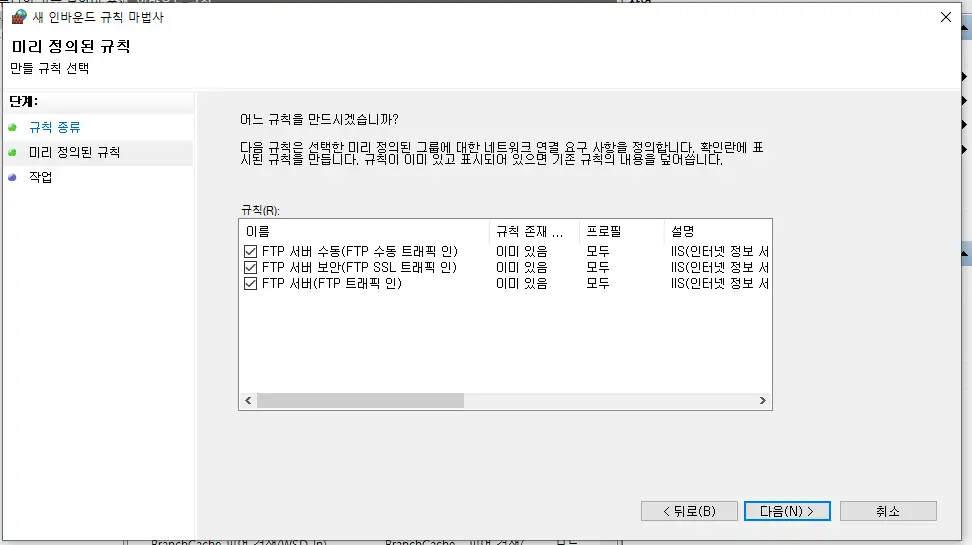 새 인바운드 규칙 마법사
미리 정의된 규칙
만들 규칙 선택
단계:
규칙 종류
미리 정의된 규칙
작업
어느 규칙을 만드시겠습니까?
다음 규칙은 선택한 미리 정의된 그룹에 대한 네트워크 연결 요구 사항을 정의합니다. 확인란에 표
시된 규칙을 만듭니다. 규칙이 이미 있고 표시되어 있으면 기존 규칙의 내용을 덮어씁니다.
규칙(R):
이름 규칙 존재 ... 프로필 설명
FTP 서버 수동(FTP 수동 트래픽 인) 이미 있음 모두 IIS(인터넷 정보 서
FTP 서버 보안(FTP SSL 트래픽 인) 이미 있음 모두 IIS(인터넷 정보 서
FTP 서버(FTP 트래픽 인) 이미 있음 모두 IIS(인터넷 정보 서
< 뒤로(B) 다음(N) > 취소